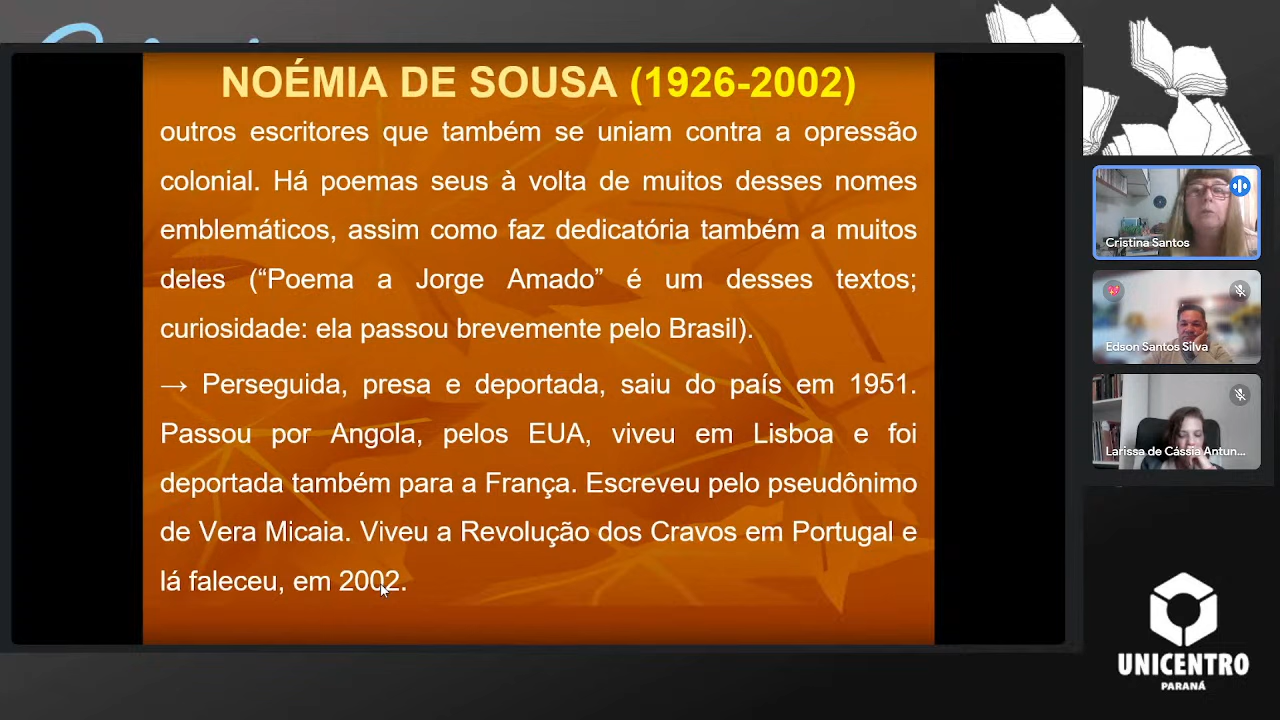 NOÉMIA DE SOUSA (1926-2002)
outros escritores que também se uniam contra a opressão
colonial. Há poemas seus à volta de muitos desses nomes
emblemáticos, assim como faz dedicatória também a muitos
deles (“Poema a Jorge Amado” é um desses textos;
curiosidade: ela passou brevemente pelo Brasil).
→ Perseguida, presa e deportada, saiu do país em 1951.
Passou por Angola, pelos EUA, viveu em Lisboa e foi
deportada também para a França. Escreveu pelo pseudônimo
de Vera Micaia. Viveu a Revolução dos Cravos em Portugal e
lá faleceu, em 2002.
Cristina Santos
Edson Santos Silva
Larissa de Cássia Antun...
UNICENTRO
PARANÁ